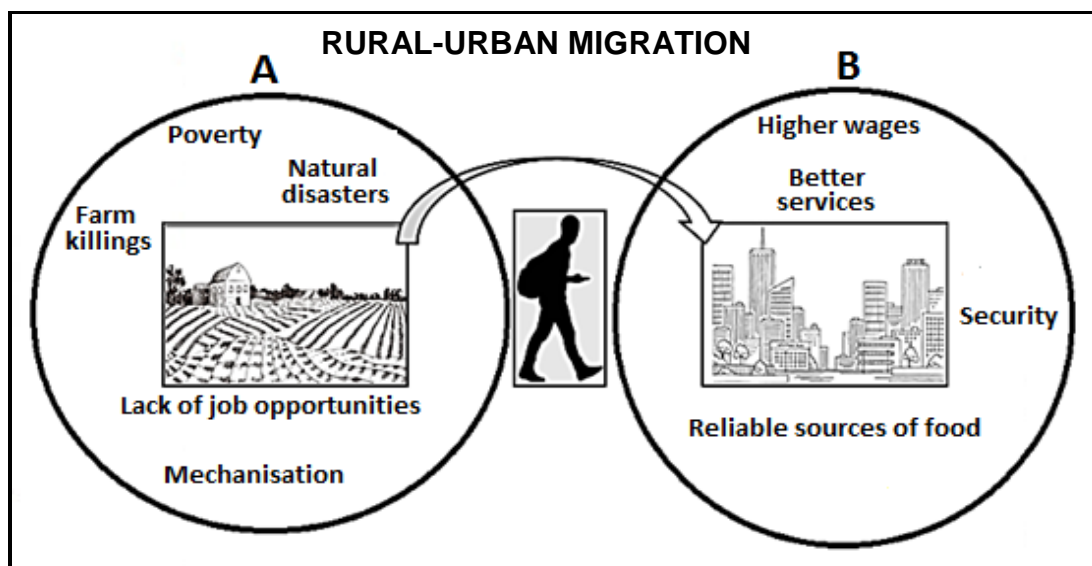 RURAL-URBAN MIGRATION
A
Poverty
Natural
disasters
Farm
killings
Lack of job opportunities
Mechanisation
B
Higher wages
Better
services
Security
Reliable sources of food